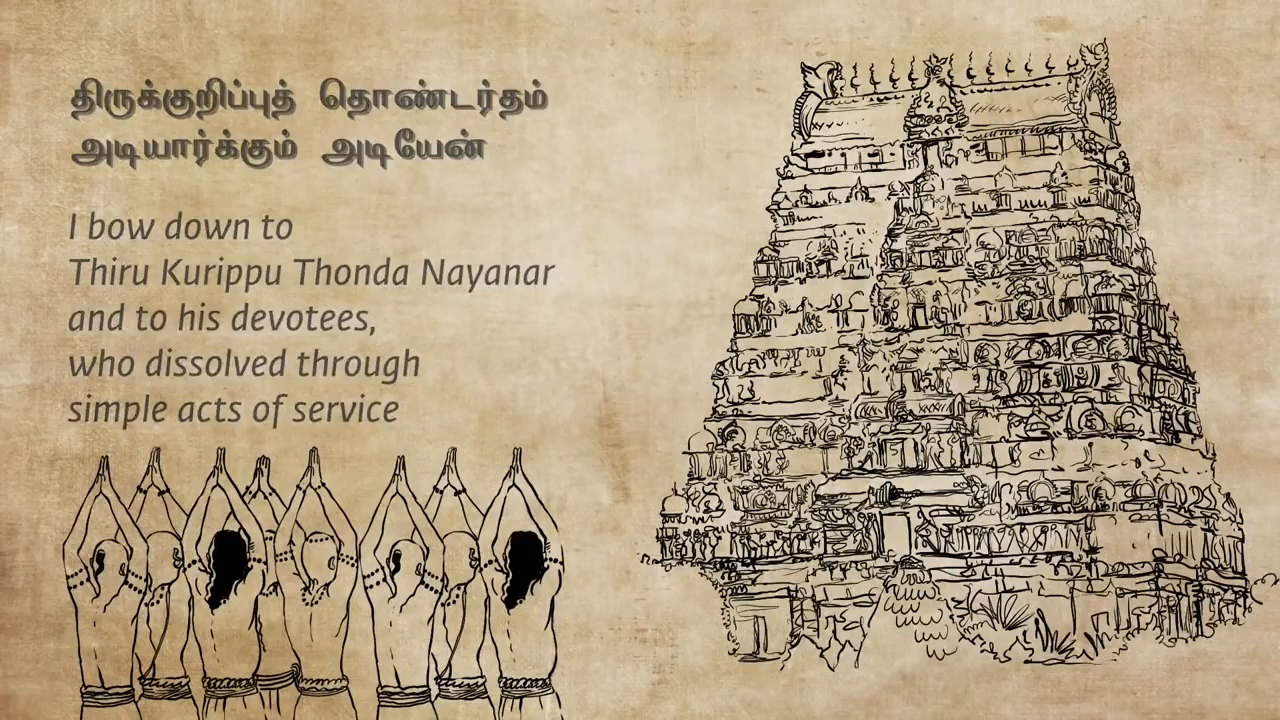 திருக்குறிப்புத் தொண்டர்தம்
அடியார்க்கும் அடியேன்
I bow down to
Thiru Kurippu Thonda Nayanar
and to his devotees,
who dissolved through
simple acts of service